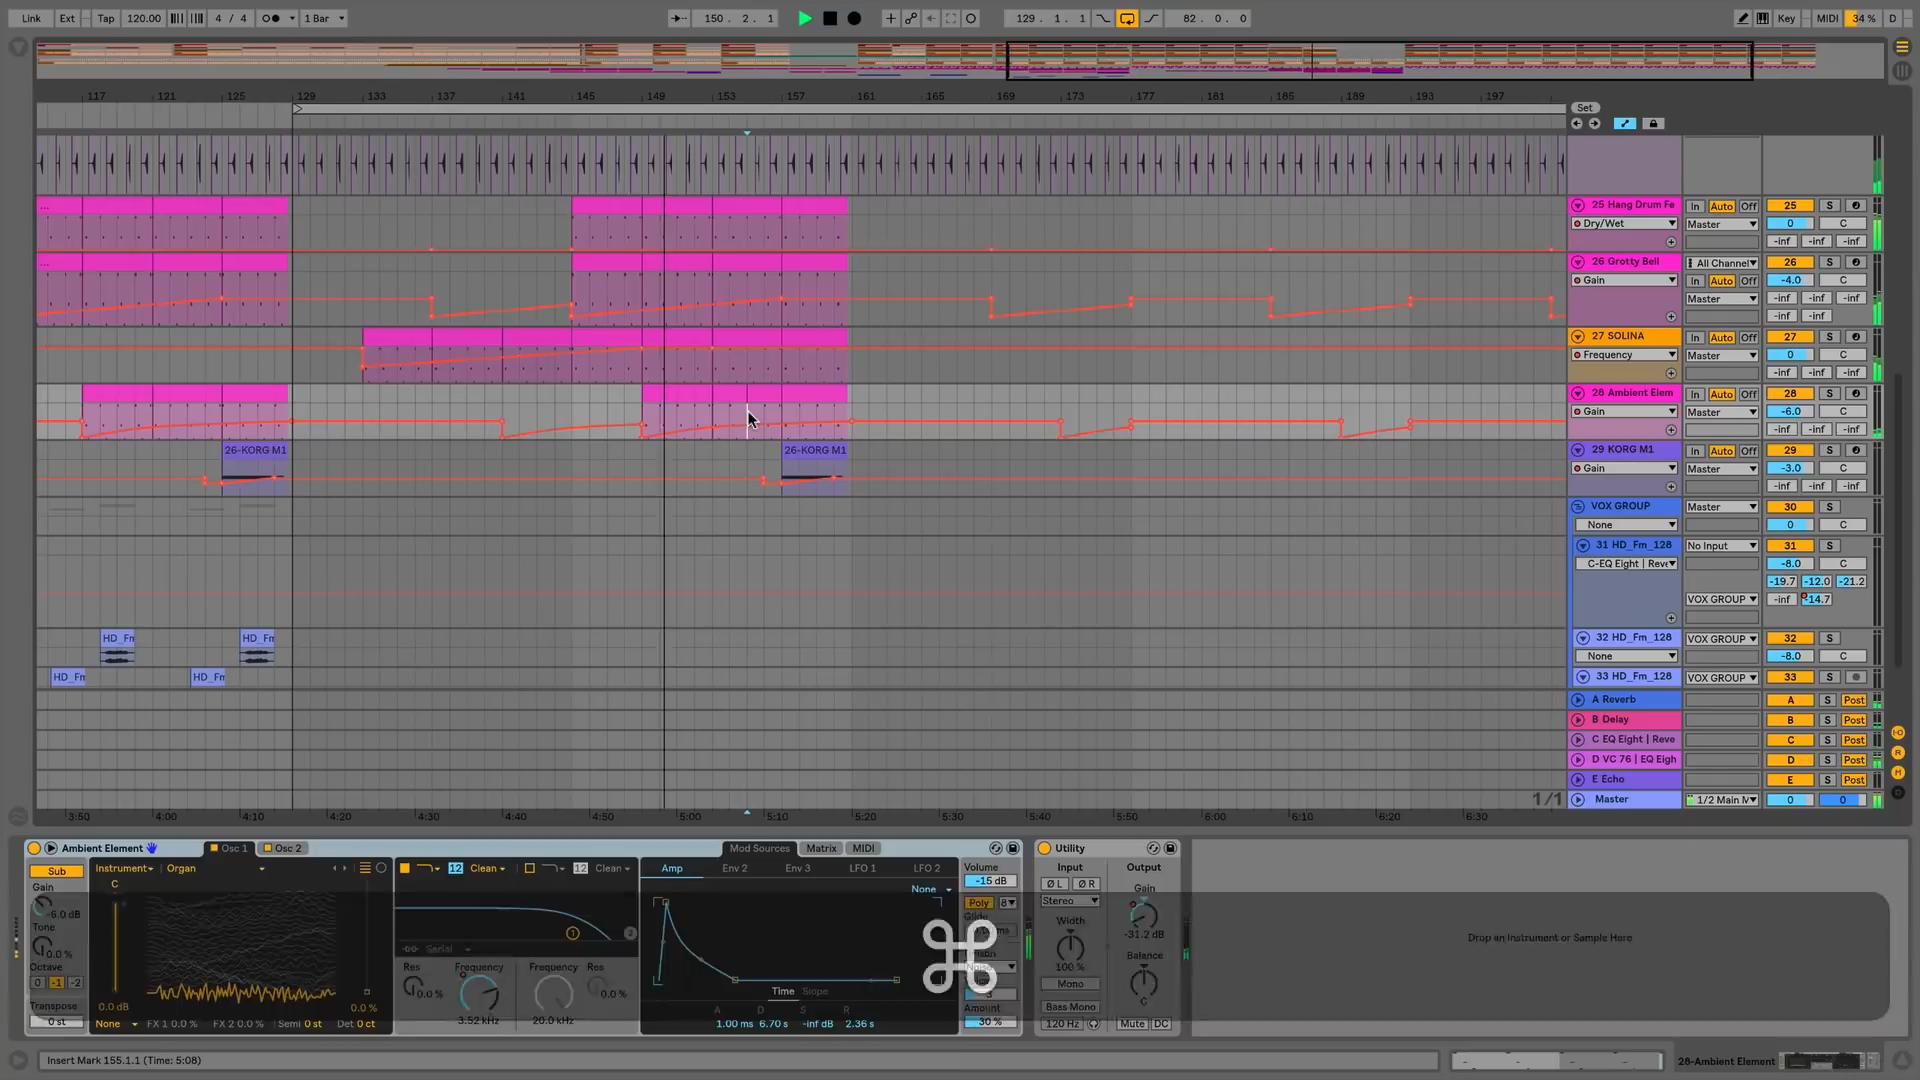 Link Ext Tap 120.00 4 / 4 1 Bar 150. 2. 1 129. 1. 1 82. 0. 0 Key MIDI 34 % D
117 121 125 129 133 137 141 145 149 153 157 161 165 169 173 177 181 185 189 193 197
Set
... 25 Hang Drum Fe In Auto Off 25 S
Dry/Wet Master 0 C
-inf -inf -inf
... 26 Grotty Bell All Channel 26 S
Gain In Auto Off -4.0 C
Master -inf -inf
-inf -inf
27 SOLINA In Auto Off 27 S
Frequency Master 0 C
-inf -inf -inf
28 Ambient Elem In Auto Off 28 S
Gain Master -6.0 C
-inf -inf -inf
26-KORG M1 26-KORG M1 29 KORG M1 In Auto Off 29 S
Gain Master -3.0 C
-inf -inf -inf
VOX GROUP Master 30 S
None 0 C
31 HD_Fm_128 No Input 31 S
C-EQ Eight | Reve -8.0 C
-19.7 -12.0 -21.2
VOX GROUP -inf -14.7
HD_Fm HD_Fm 32 HD_Fm_128 VOX GROUP 32 S
None -8.0 C
HD_Fm HD_Fm 33 HD_Fm_128 VOX GROUP 33 S
A Reverb A S Post
B Delay B S Post
C EQ Eight | Reve C S Post
D VC 76 | EQ Eigh D S Post
E Echo E S Post
1/1 Master 1/2 Main 0 0
3:50 4:00 4:10 4:20 4:30 4:40 4:50 5:00 5:10 5:20 5:30 5:40 5:50 6:00 6:10 6:20 6:30
Ambient Element Osc 1 Osc 2 Mod Sources Matrix MIDI Utility
Sub Instrument Organ 12 Clean 12 Clean Amp Env 2 Env 3 LFO 1 LFO 2 Volume Input Output
Gain C None -15 dB Ø L Ø R Gain
-6.0 dB Poly 8 Stereo
Tone Glide Width -31.2 dB
0.0 % Serial 1 2 100 % Balance
Octave Res Frequency Frequency Res Mono C
0 -1 -2 0.0 % 0.0 % Time Slope 3
Transpose 0.0 dB 0.0 % A D S R Amount Bass Mono
0 st None FX 1 0.0 % FX 2 0.0 % Semi 0 st Det 0 ct 3.52 kHz 20.0 kHz 1.00 ms 6.70 s -inf dB 2.36 s 30 % 120 Hz Mute DC
Drop an Instrument or Sample Here
Insert Mark 155.1.1 (Time: 5:08) 28-Ambient Element